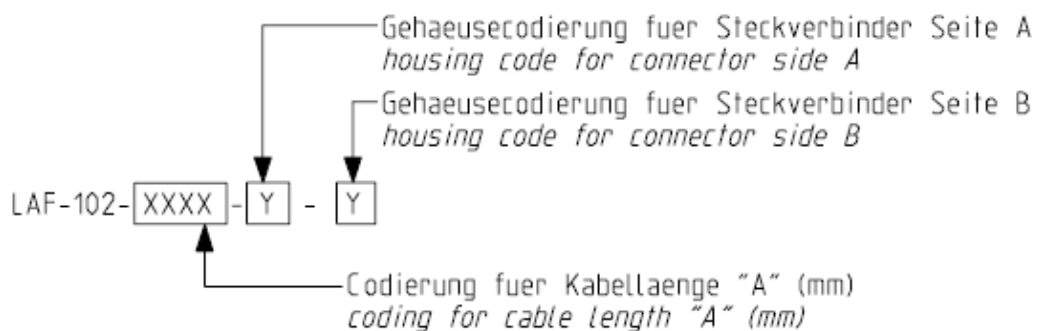 Gehaeusecodierung fuer Steckverbinder Seite A
housing code for connector side A
Gehaeusecodierung fuer Steckverbinder Seite B
housing code for connector side B
LAF-102-XXXX-Y - Y
Codierung fuer Kabellaenge "A" (mm)
coding for cable length "A" (mm)